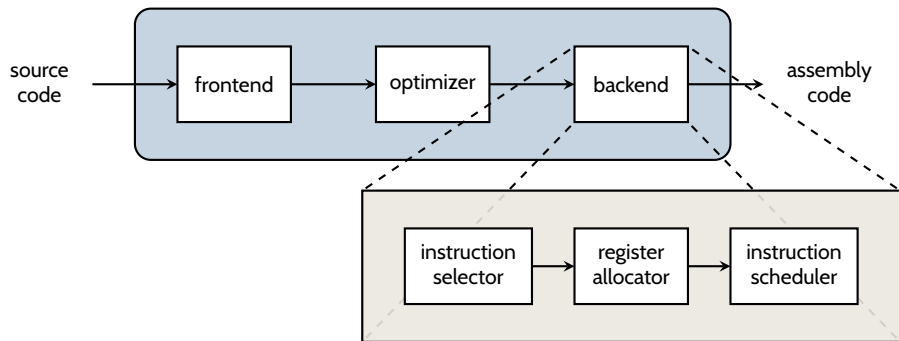 source
code
frontend
optimizer
backend
assembly
code
instruction
selector
register
allocator
instruction
scheduler